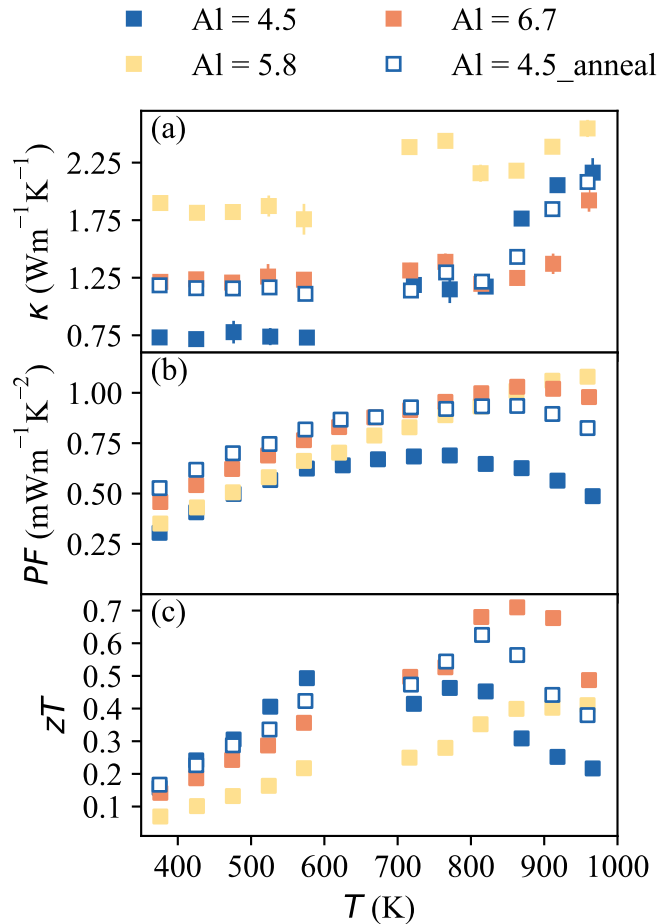 Al = 4.5
Al = 6.7
Al = 5.8
Al = 4.5_anneal
(a)
2.25
1.75
1.25
0.75
κ (Wm⁻¹K⁻¹)
(b)
1.00
0.75
0.50
0.25
PF (mWm⁻¹K⁻²)
(c)
0.7
0.6
0.5
0.4
0.3
0.2
0.1
zT
400 500 600 700 800 900 1000
T (K)